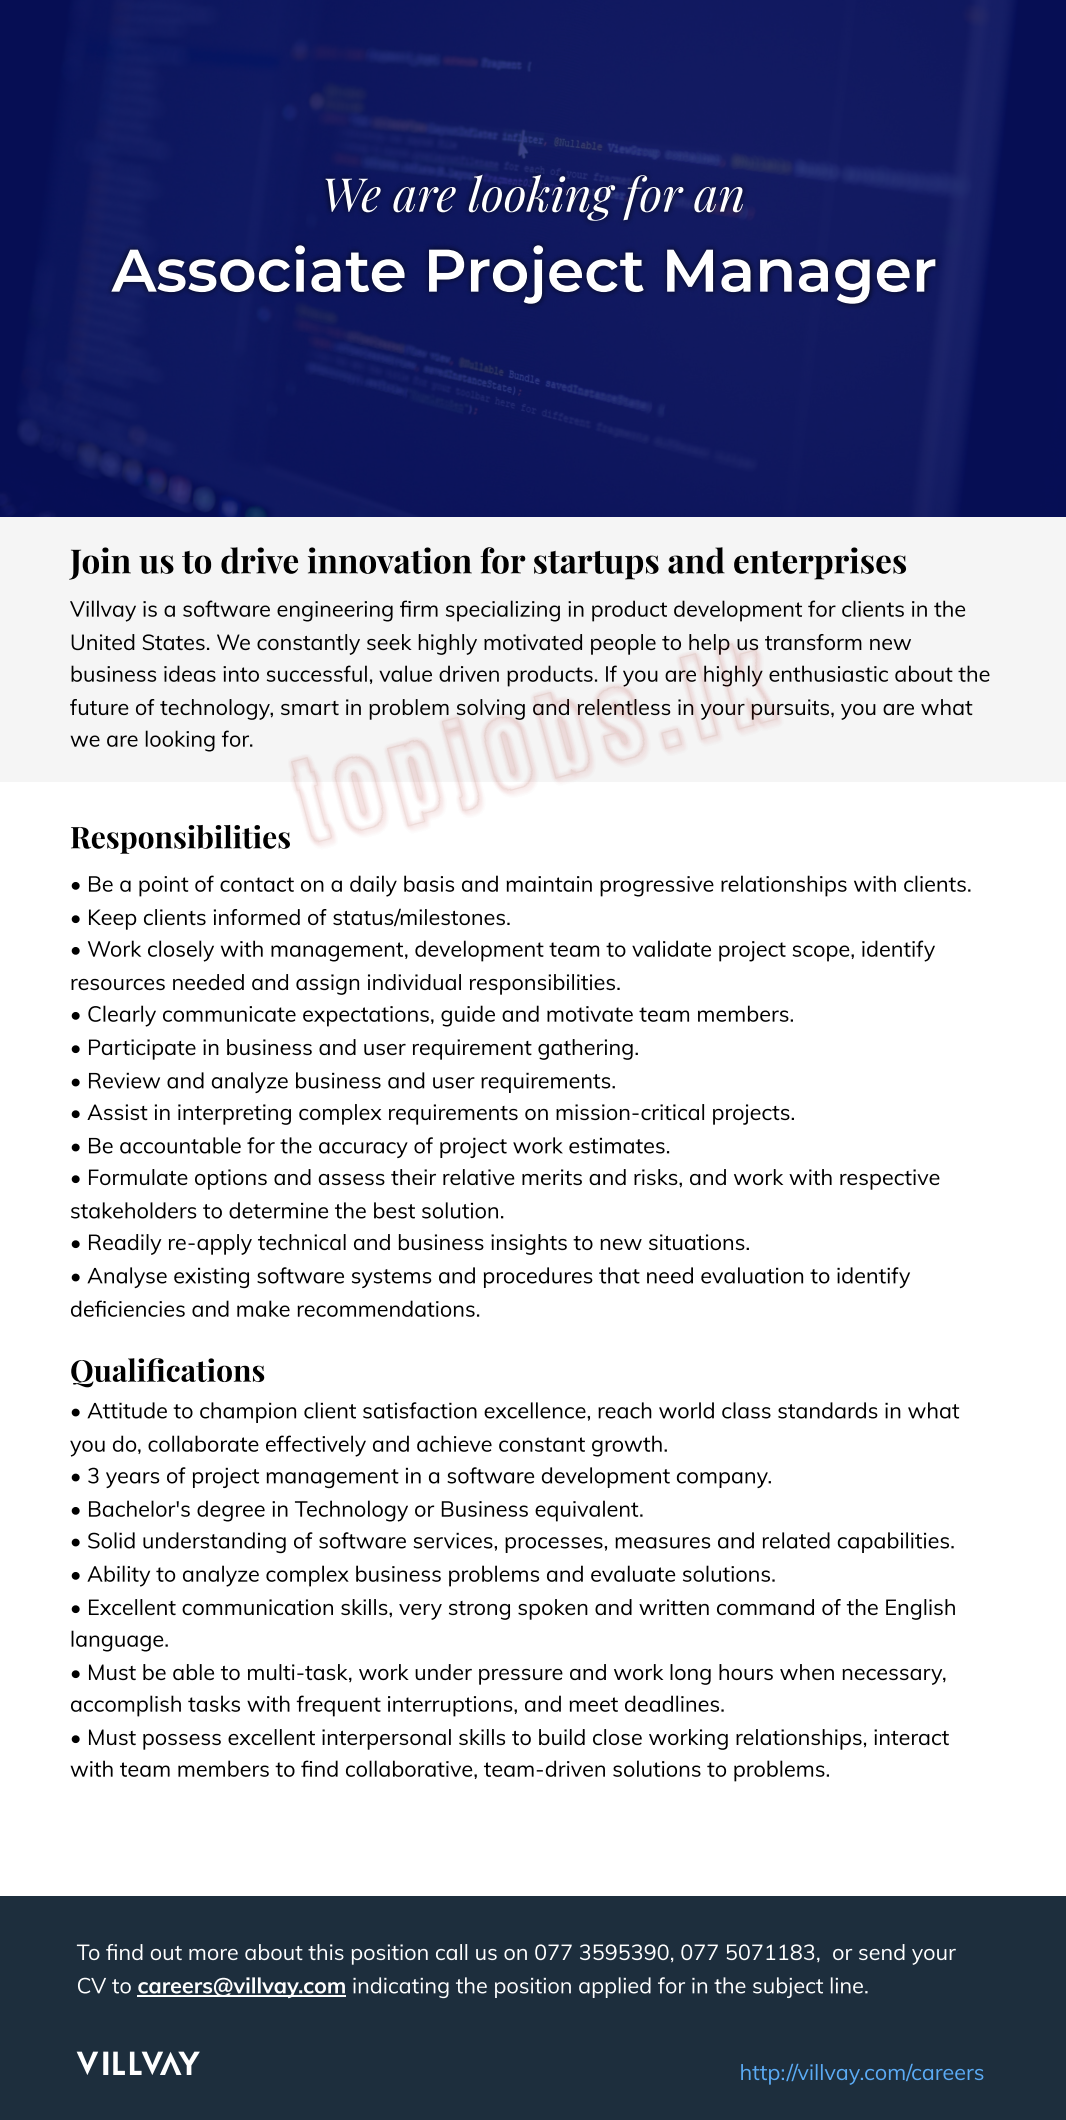 We are looking for an
Associate Project Manager
Join us to drive innovation for startups and enterprises
Villvay is a software engineering firm specializing in product development for clients in the
United States. We constantly seek highly motivated people to help us transform new
business ideas into successful, value driven products. If you are highly enthusiastic about the
future of technology, smart in problem solving and relentless in your pursuits, you are what
we are looking for.
topjobs.lk
Responsibilities
• Be a point of contact on a daily basis and maintain progressive relationships with clients.
• Keep clients informed of status/milestones.
• Work closely with management, development team to validate project scope, identify
resources needed and assign individual responsibilities.
• Clearly communicate expectations, guide and motivate team members.
• Participate in business and user requirement gathering.
• Review and analyze business and user requirements.
• Assist in interpreting complex requirements on mission-critical projects.
• Be accountable for the accuracy of project work estimates.
• Formulate options and assess their relative merits and risks, and work with respective
stakeholders to determine the best solution.
• Readily re-apply technical and business insights to new situations.
• Analyse existing software systems and procedures that need evaluation to identify
deficiencies and make recommendations.
Qualifications
• Attitude to champion client satisfaction excellence, reach world class standards in what
you do, collaborate effectively and achieve constant growth.
• 3 years of project management in a software development company.
• Bachelor's degree in Technology or Business equivalent.
• Solid understanding of software services, processes, measures and related capabilities.
• Ability to analyze complex business problems and evaluate solutions.
• Excellent communication skills, very strong spoken and written command of the English
language.
• Must be able to multi-task, work under pressure and work long hours when necessary,
accomplish tasks with frequent interruptions, and meet deadlines.
• Must possess excellent interpersonal skills to build close working relationships, interact
with team members to find collaborative, team-driven solutions to problems.
To find out more about this position call us on 077 3595390, 077 5071183, or send your
CV to careers@villvay.com indicating the position applied for in the subject line.
VILLVAY
http://villvay.com/careers